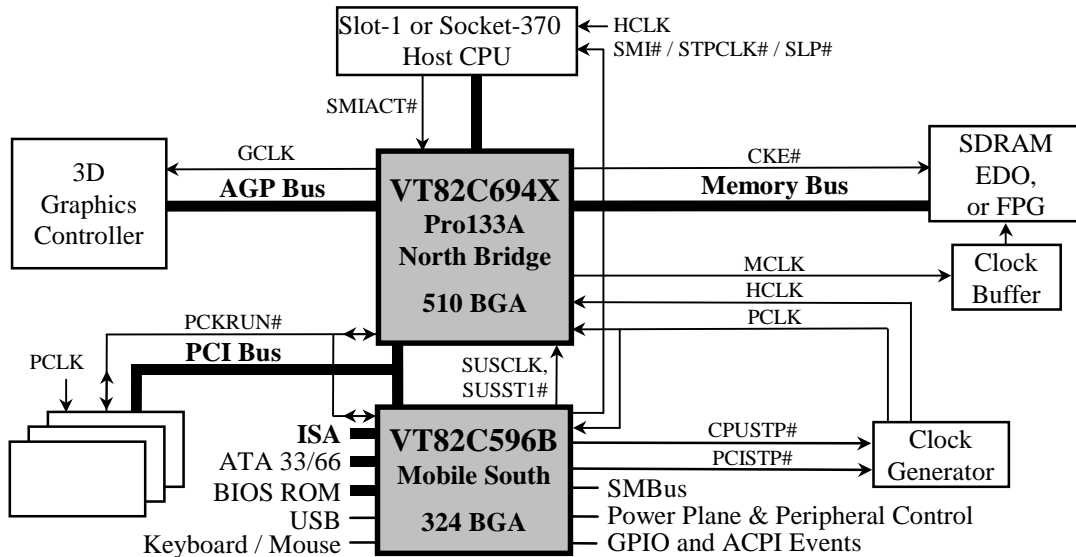 Slot-1 or Socket-370
Host CPU
HCLK
SMI# / STPCLK# / SLP#
SMIACT#
3D
Graphics
Controller
GCLK
AGP Bus
VT82C694X
Pro133A
North Bridge
510 BGA
CKE#
Memory Bus
SDRAM
EDO,
or FPG
MCLK
Clock
Buffer
HCLK
PCLK
PCKRUN#
PCI Bus
PCLK
SUSCLK,
SUSST1#
ISA
ATA 33/66
BIOS ROM
USB
Keyboard / Mouse
VT82C596B
Mobile South
324 BGA
CPUSTP#
PCISTP#
Clock
Generator
SMBus
Power Plane & Peripheral Control
GPIO and ACPI Events